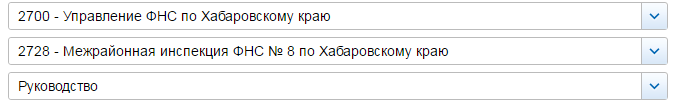 2700 - Управление ФНС по Хабаровскому краю
2728 - Межрайонная инспекция ФНС № 8 по Хабаровскому краю
Руководство